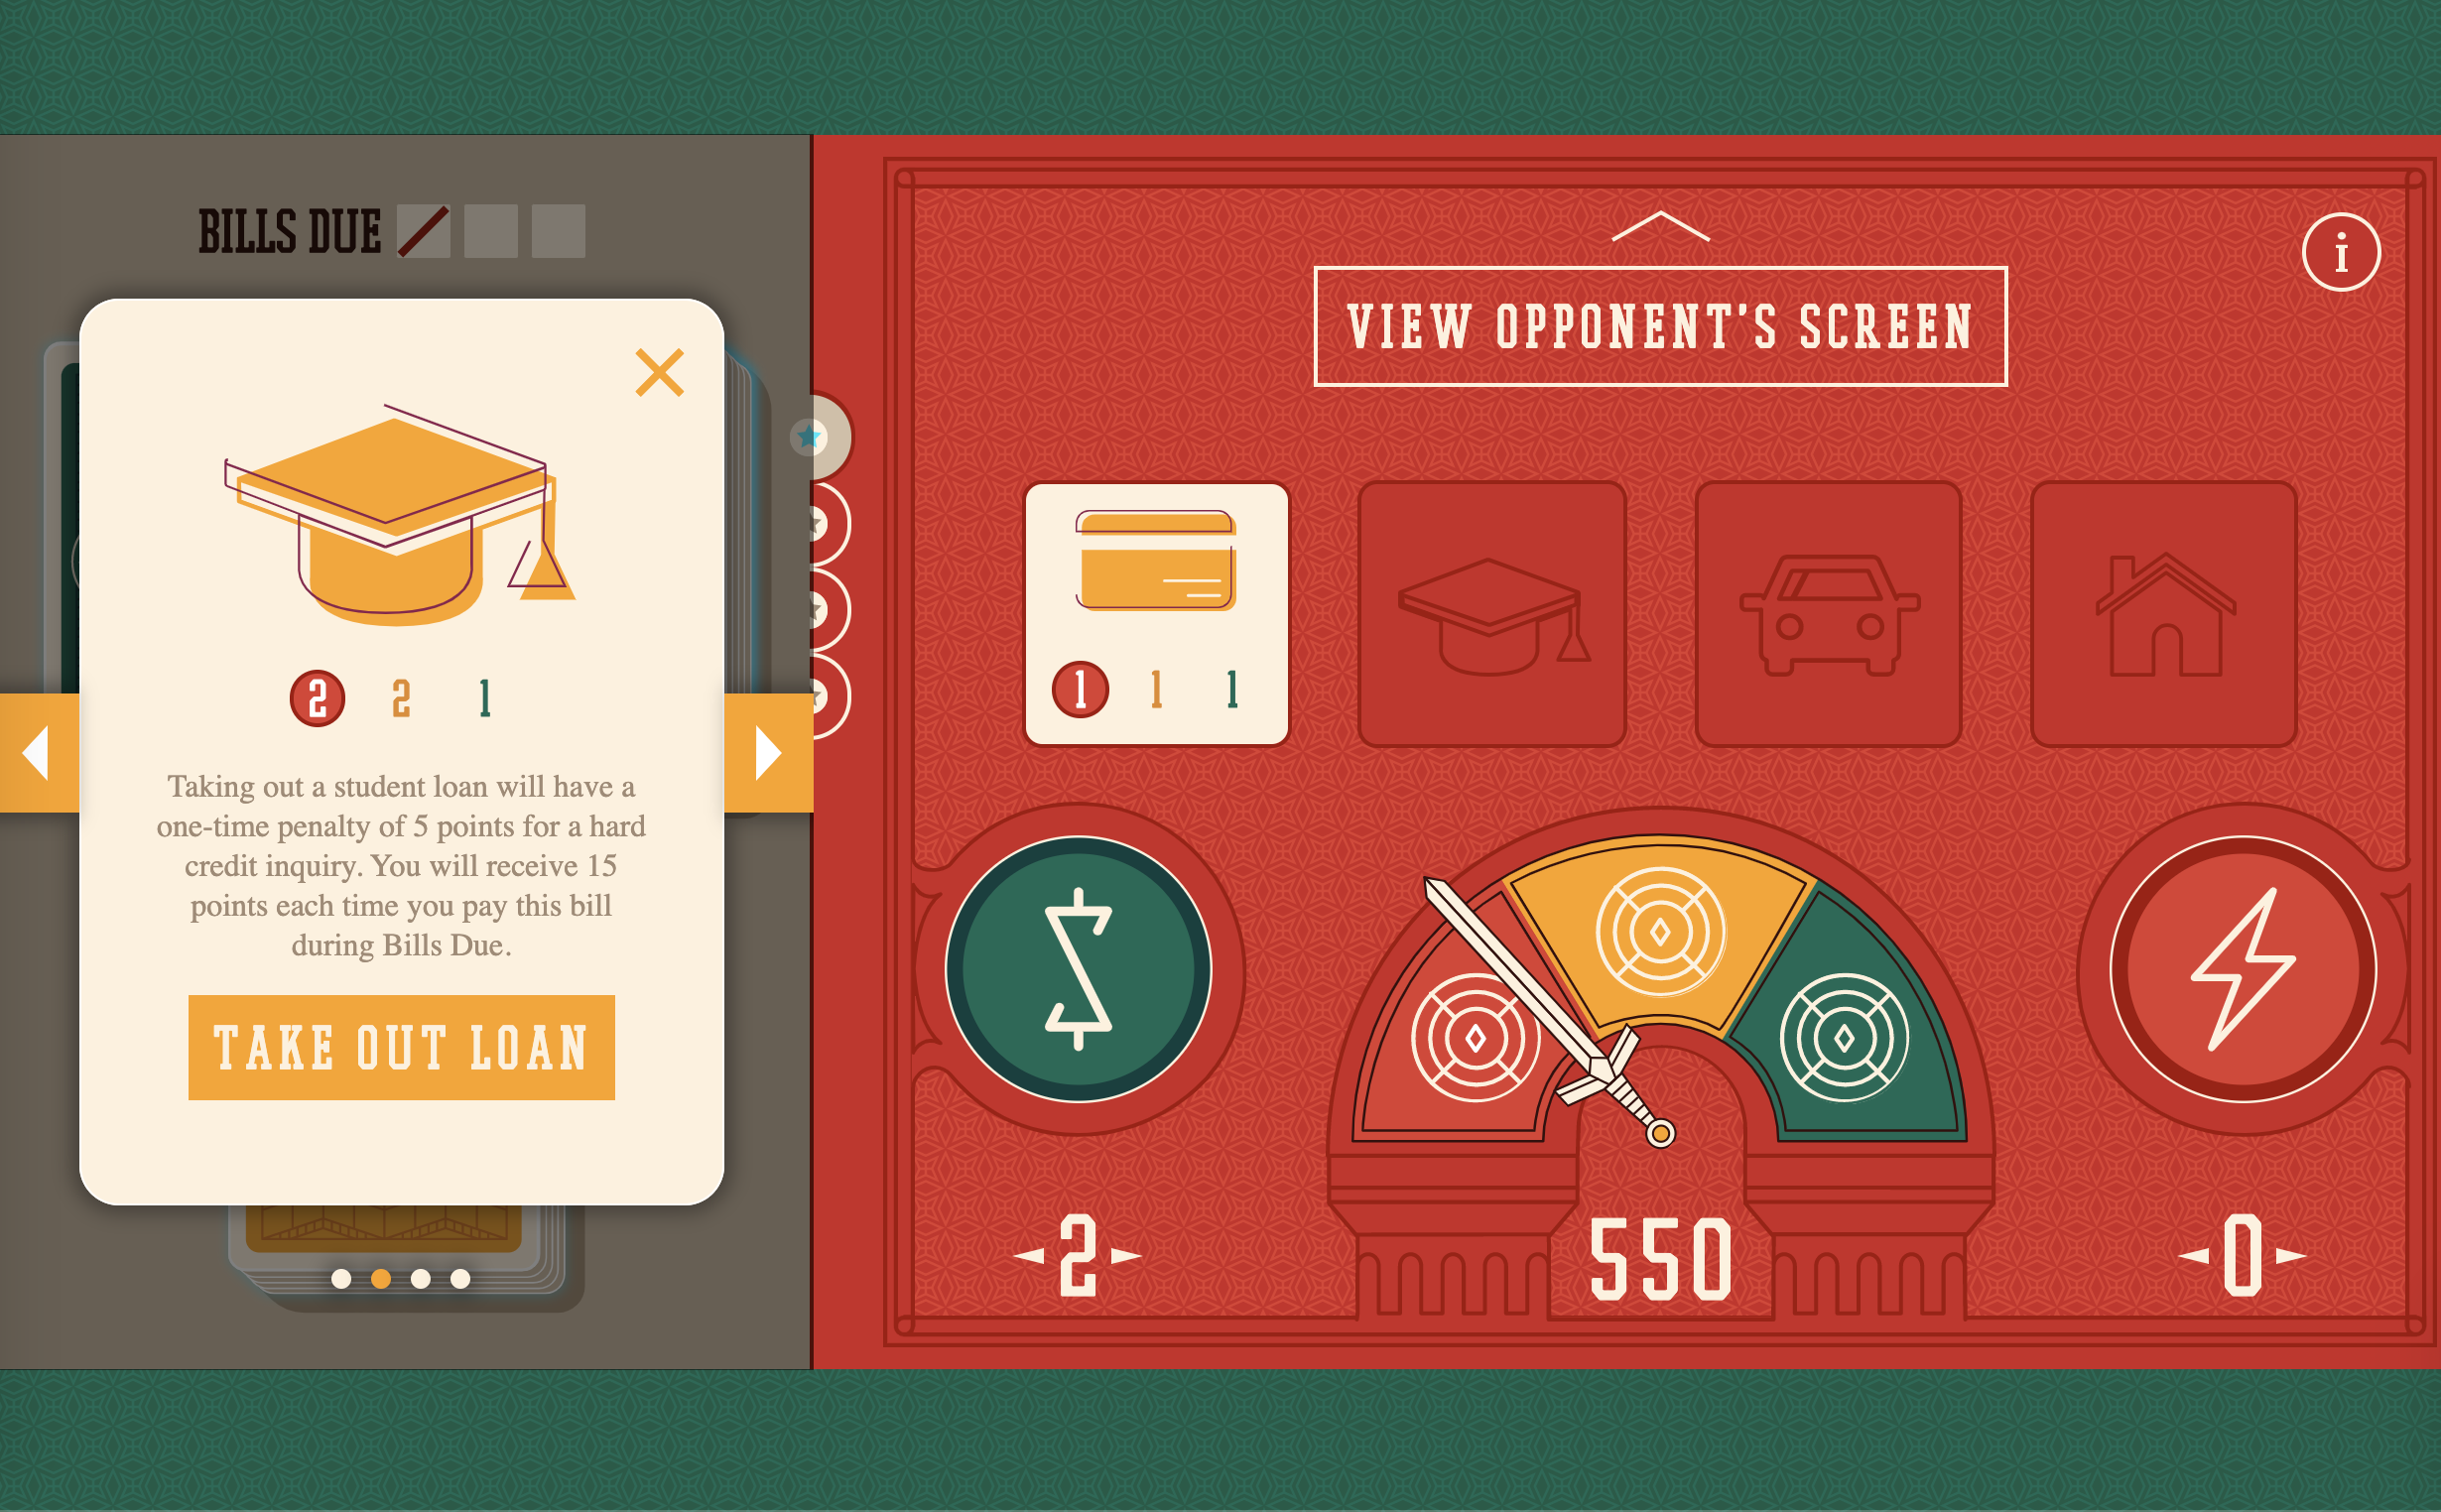 BILLS DUE
2 2 1
Taking out a student loan will have a
one-time penalty of 5 points for a hard
credit inquiry. You will receive 15
points each time you pay this bill
during Bills Due.
TAKE OUT LOAN
VIEW OPPONENT'S SCREEN
i
1 1 1
2
550
0